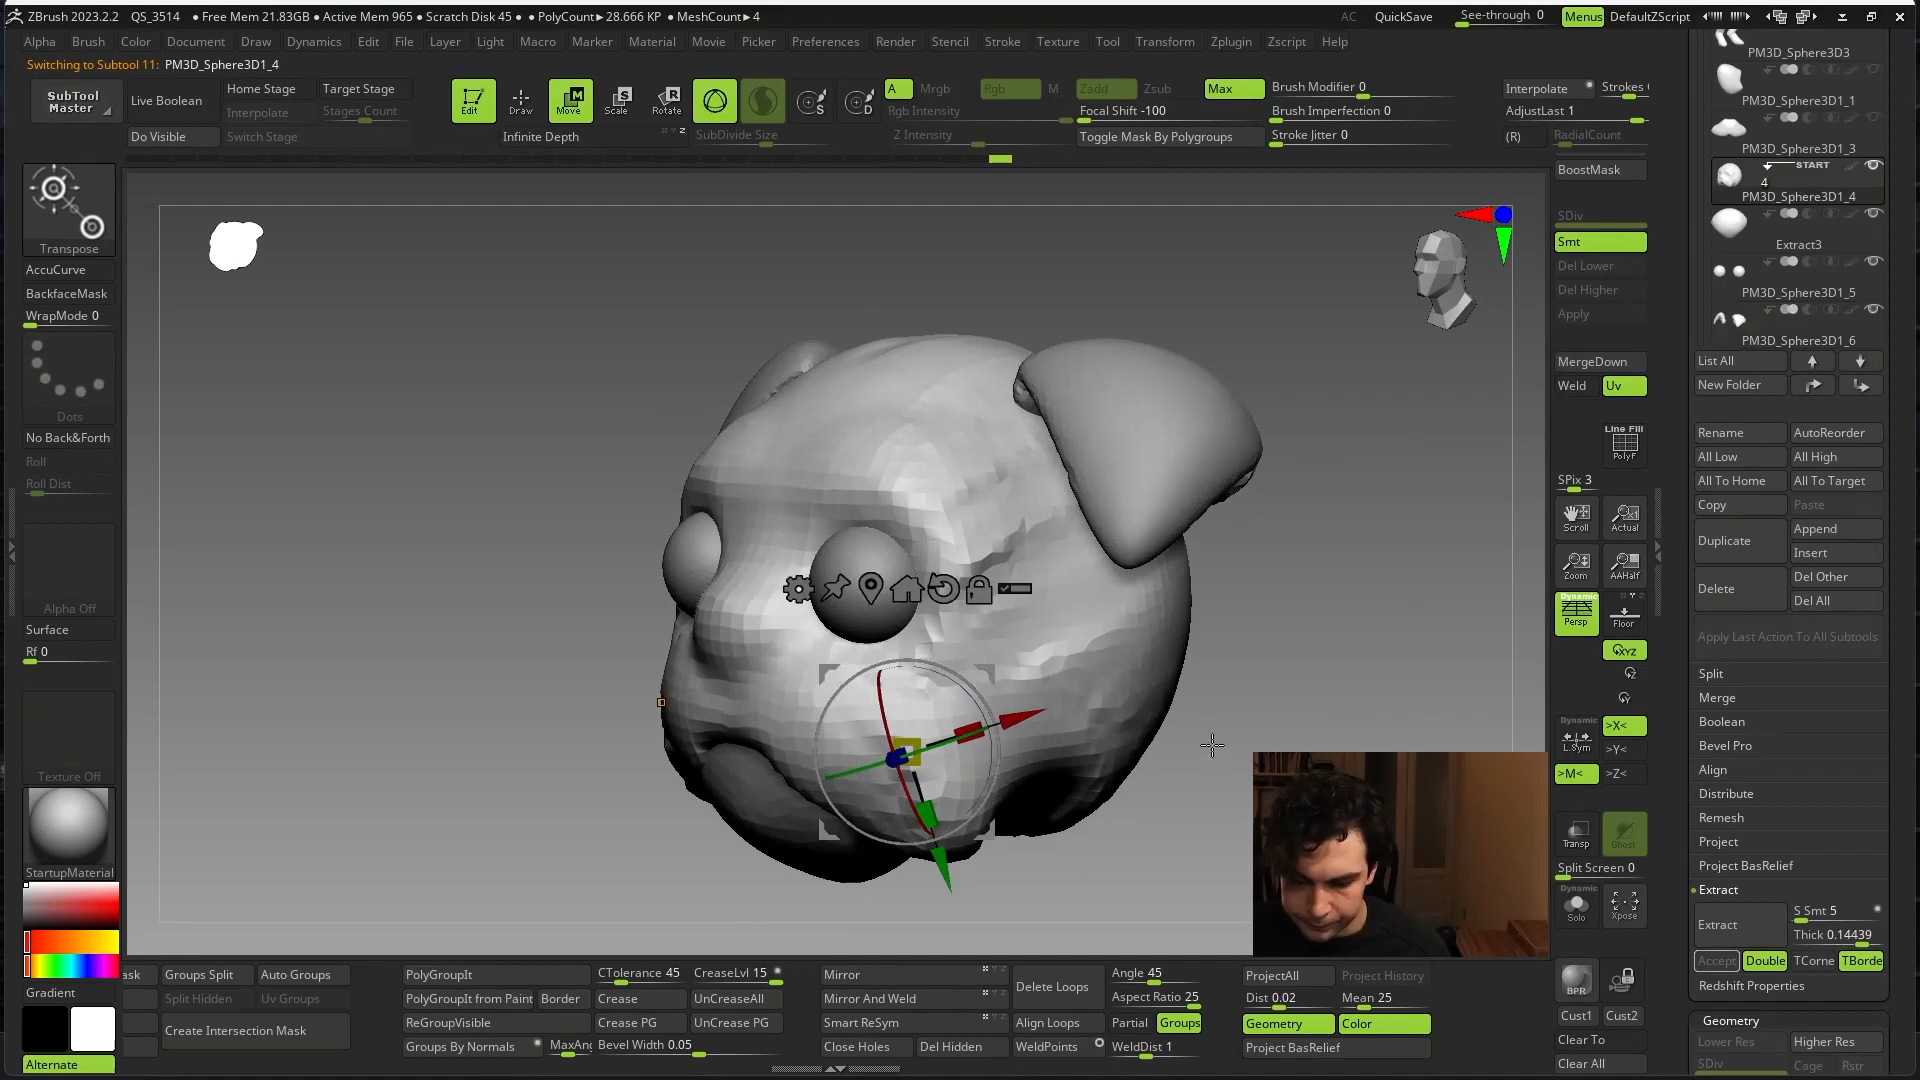 ZBrush 2023.2.2 QS_3514 ● Free Mem 21.83GB ● Active Mem 965 ● Scratch Disk 45 ● ● PolyCount► 28.666 KP ● MeshCount► 4
AC QuickSave See-through 0 Menus DefaultZScript
Alpha Brush Color Document Draw Dynamics Edit File Layer Light Macro Marker Material Movie Picker Preferences Render Stencil Stroke Texture Tool Transform Zplugin Zscript Help
Switching to Subtool 11: PM3D_Sphere3D1_4
SubTool Master
Live Boolean
Do Visible
Home Stage Target Stage
Interpolate Stages Count
Switch Stage
Edit Draw Move Scale Rotate
Infinite Depth
SubDivide Size
S D
A Mrgb Rgb M
Rgb Intensity
Z Intensity
Zadd Zsub Max
Focal Shift -100
Toggle Mask By Polygroups
Brush Modifier 0
Brush Imperfection 0
Stroke Jitter 0
Interpolate Strokes
AdjustLast 1
(R) RadialCount
Transpose
AccuCurve
BackfaceMask
WrapMode 0
Dots
No Back&Forth
Roll
Roll Dist
Alpha Off
Surface
Rf 0
Texture Off
StartupMaterial
Gradient
Alternate
BoostMask
SDiv
Smt
Del Lower
Del Higher
Apply
MergeDown
Weld Uv
Line Fill
PolyF
SPix 3
Scroll Actual
Zoom AAHalf
Dynamic
Persp Floor
XYZ
Z
Y
Dynamic
L.Sym
>X<
>Y<
>M< >Z<
Transp Ghost
Split Screen 0
Dynamic
Solo Xpose
BPR
Cust1 Cust2
Clear To
Clear All
PM3D_Sphere3D3
PM3D_Sphere3D1_1
PM3D_Sphere3D1_3
START
4
PM3D_Sphere3D1_4
Extract3
PM3D_Sphere3D1_5
PM3D_Sphere3D1_6
List All
New Folder
Rename AutoReorder
All Low All High
All To Home All To Target
Copy Paste
Duplicate Append
Insert
Delete Del Other
Del All
Apply Last Action To All Subtools
Split
Merge
Boolean
Bevel Pro
Align
Distribute
Remesh
Project
Project BasRelief
Extract
Extract S Smt 5
Thick 0.14439
Accept Double TCorne TBorde
Redshift Properties
Geometry
Lower Res Higher Res
SDiv Cage Rstr
ask Groups Split Auto Groups
Split Hidden Uv Groups
Create Intersection Mask
PolyGroupIt
PolyGroupIt from Paint Border
ReGroupVisible
Groups By Normals MaxAng
CTolerance 45 CreaseLvl 15
Crease UnCreaseAll
Crease PG UnCrease PG
Bevel Width 0.05
Mirror
Mirror And Weld
Smart ReSym
Close Holes Del Hidden
Delete Loops
Align Loops
WeldPoints
Angle 45
Aspect Ratio 25
Partial Groups
WeldDist 1
ProjectAll Project History
Dist 0.02 Mean 25
Geometry Color
Project BasRelief